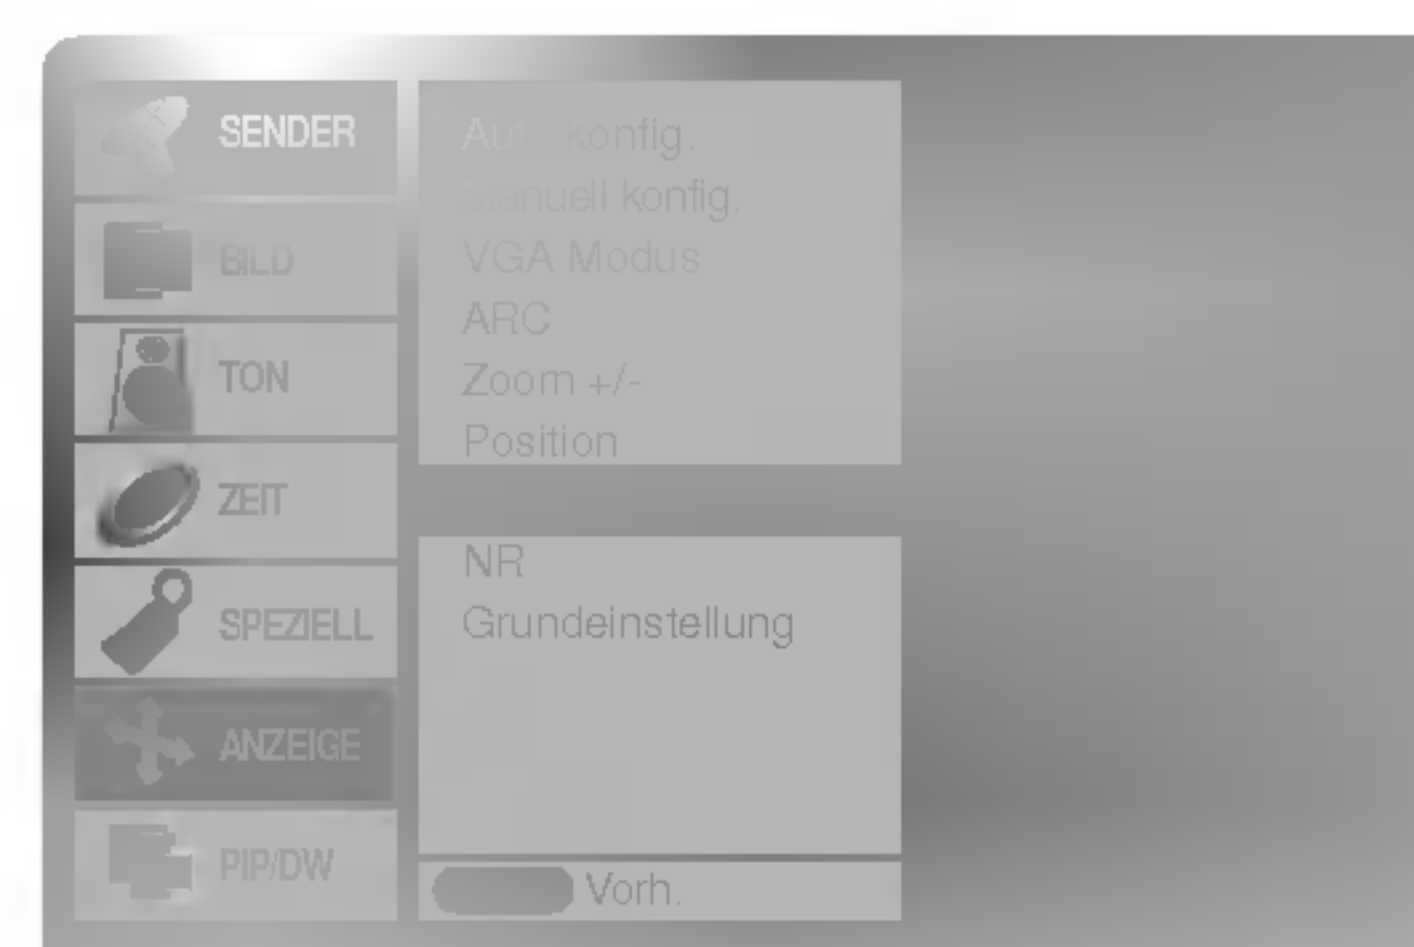 SENDER
BILD
TON
ZEIT
SPEZIELL
ANZEIGE
PIP/DW
Auto konfig.
Manuell konfig.
VGA Modus
ARC
Zoom +/-
Position
NR
Grundeinstellung
Vorh.